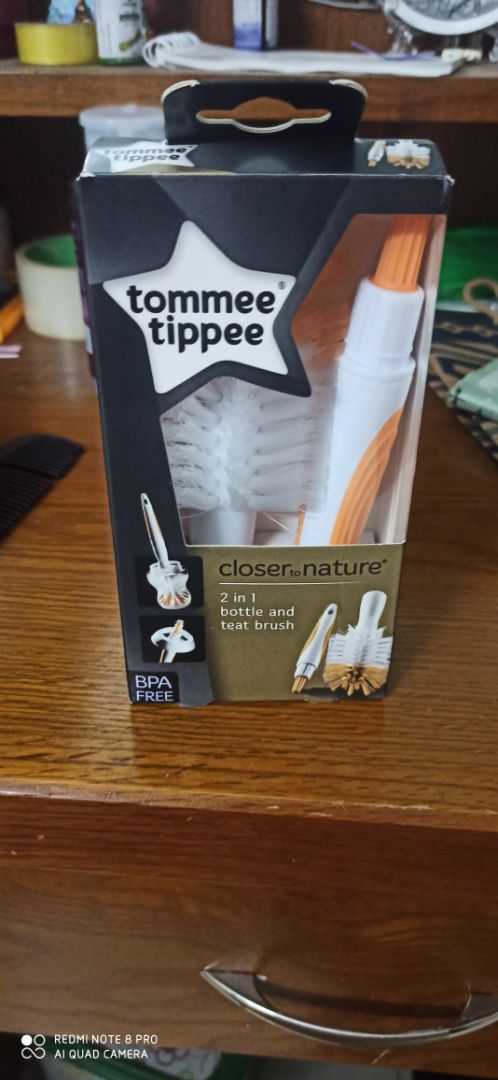 tommee
tippee
tommee®
tippee
closer to nature®
2 in 1
bottle and
teat brush
BPA
FREE
REDMI NOTE 8 PRO
AI QUAD CAMERA